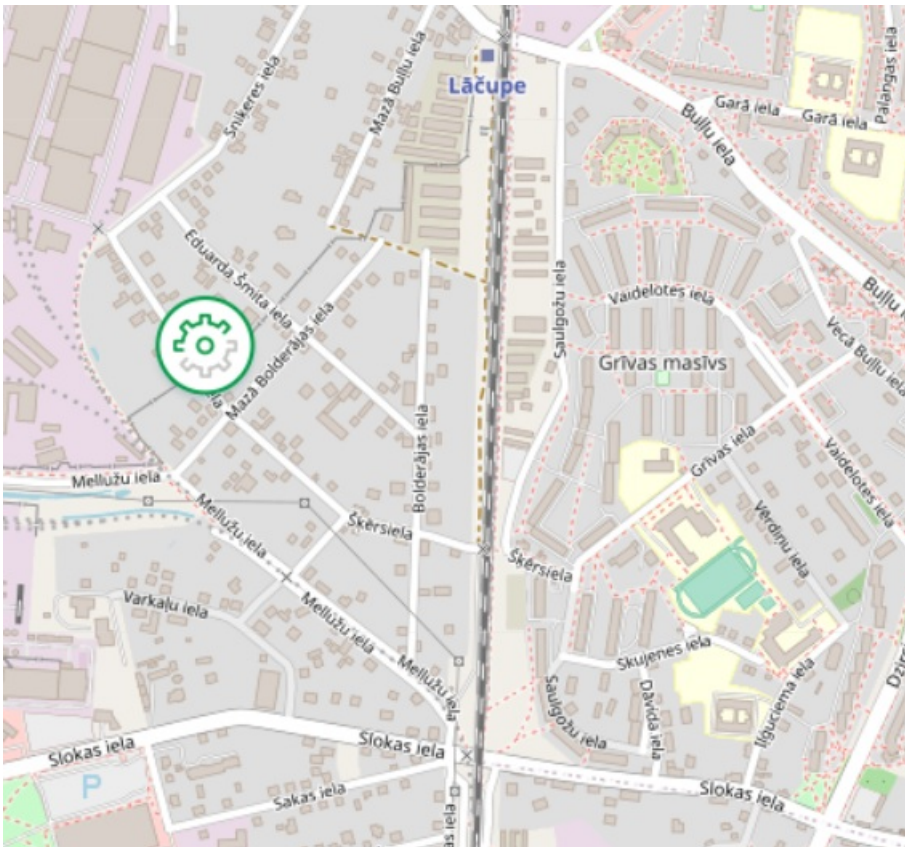 Lāčupe
Snikeres iela
Mazā Buļļu iela
Buļļu iela
Garā iela
Garā iela
Palangas iela
Eduarda Šmita iela
Mazā Bolderājas iela
Bolderājas iela
Saulgožu iela
Vaidelotes iela
Grīvas masīvs
Buļļu i
Vecā Buļļu iela
Grīvas iela
Vaidelotes iela
Mellužu iela
Mellužu iela
Šķērsiela
Šķērsiela
Vērdiņu iela
Varkaļu iela
Mellužu iela
Mellužu iela
Skujenes iela
Saulgožu iela
Dāvida iela
Iļģuciema iela
Dzirc
Slokas iela
Slokas iela
Slokas iela
Sakas iela
P
as iela